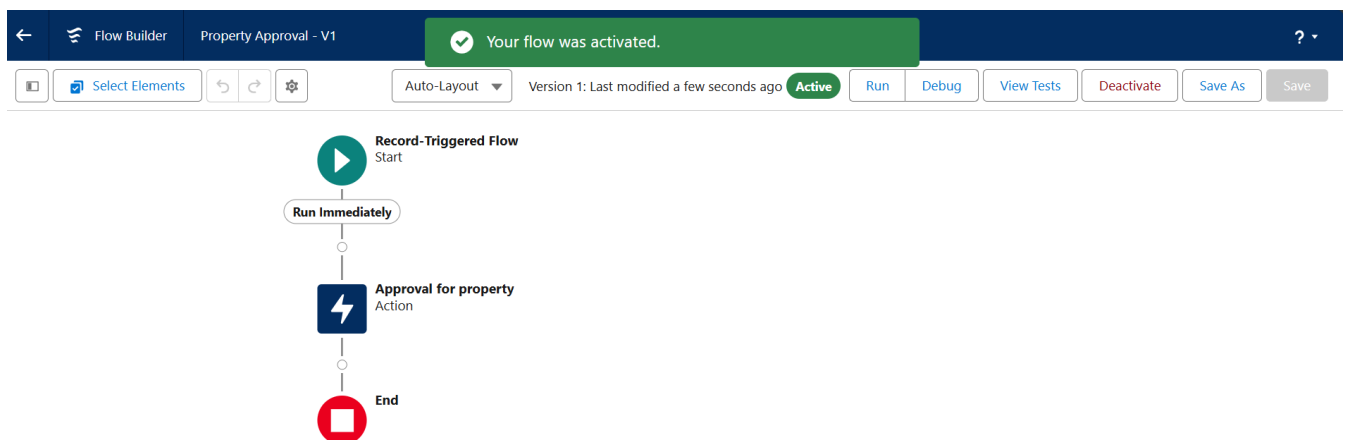 Flow Builder Property Approval - V1 Your flow was activated. ?
Select Elements Auto-Layout Version 1: Last modified a few seconds ago Active Run Debug View Tests Deactivate Save As Save
Record-Triggered Flow
Start
Run Immediately
Approval for property
Action
End